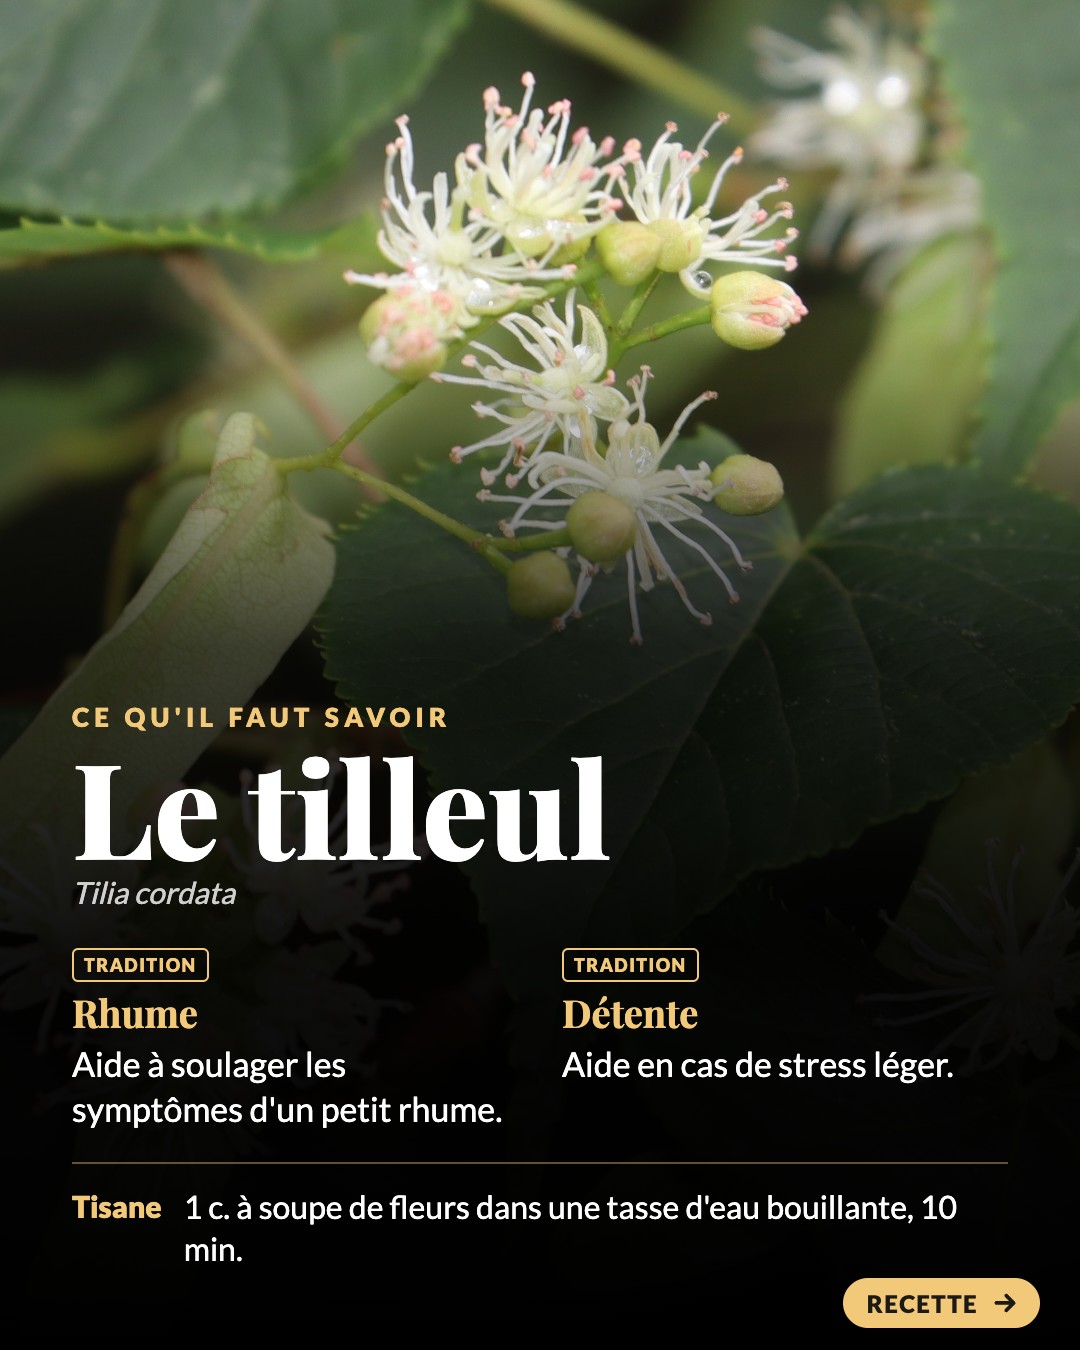 CE QU'IL FAUT SAVOIR
Le tilleul
Tilia cordata
TRADITION
Rhume
Aide à soulager les
symptômes d'un petit rhume.
TRADITION
Détente
Aide en cas de stress léger.
Tisane 1 c. à soupe de fleurs dans une tasse d'eau bouillante, 10
min.
RECETTE →